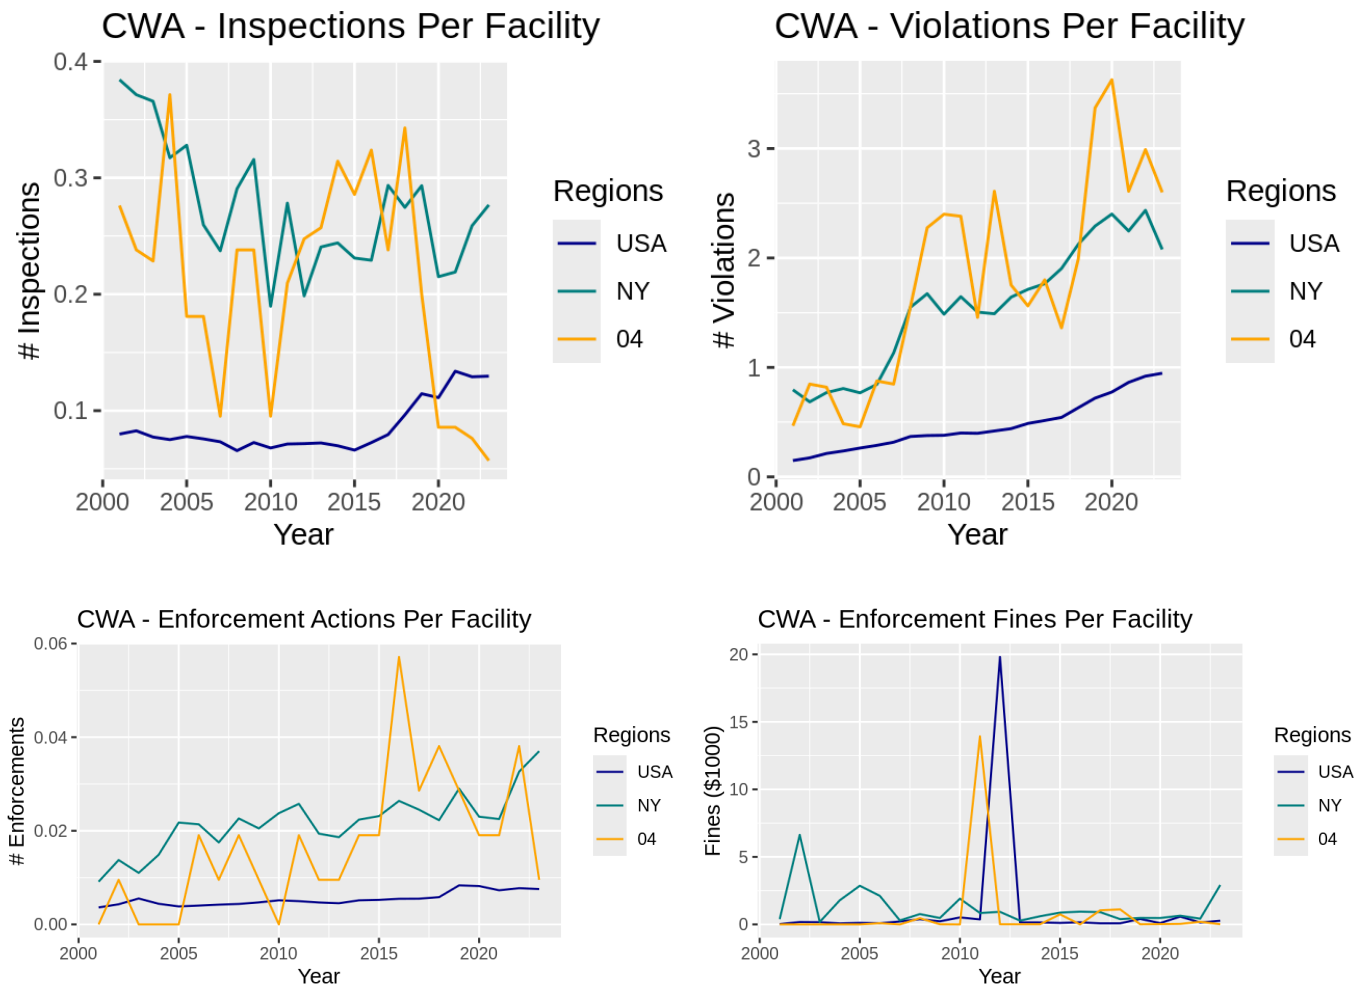 CWA - Inspections Per Facility
# Inspections
0.4
0.3
0.2
0.1
2000 2005 2010 2015 2020
Year
Regions
USA
NY
04
CWA - Violations Per Facility
# Violations
3
2
1
0
2000 2005 2010 2015 2020
Year
Regions
USA
NY
04
CWA - Enforcement Actions Per Facility
# Enforcements
0.06
0.04
0.02
0.00
2000 2005 2010 2015 2020
Year
Regions
USA
NY
04
CWA - Enforcement Fines Per Facility
Fines ($1000)
20
15
10
5
0
2000 2005 2010 2015 2020
Year
Regions
USA
NY
04